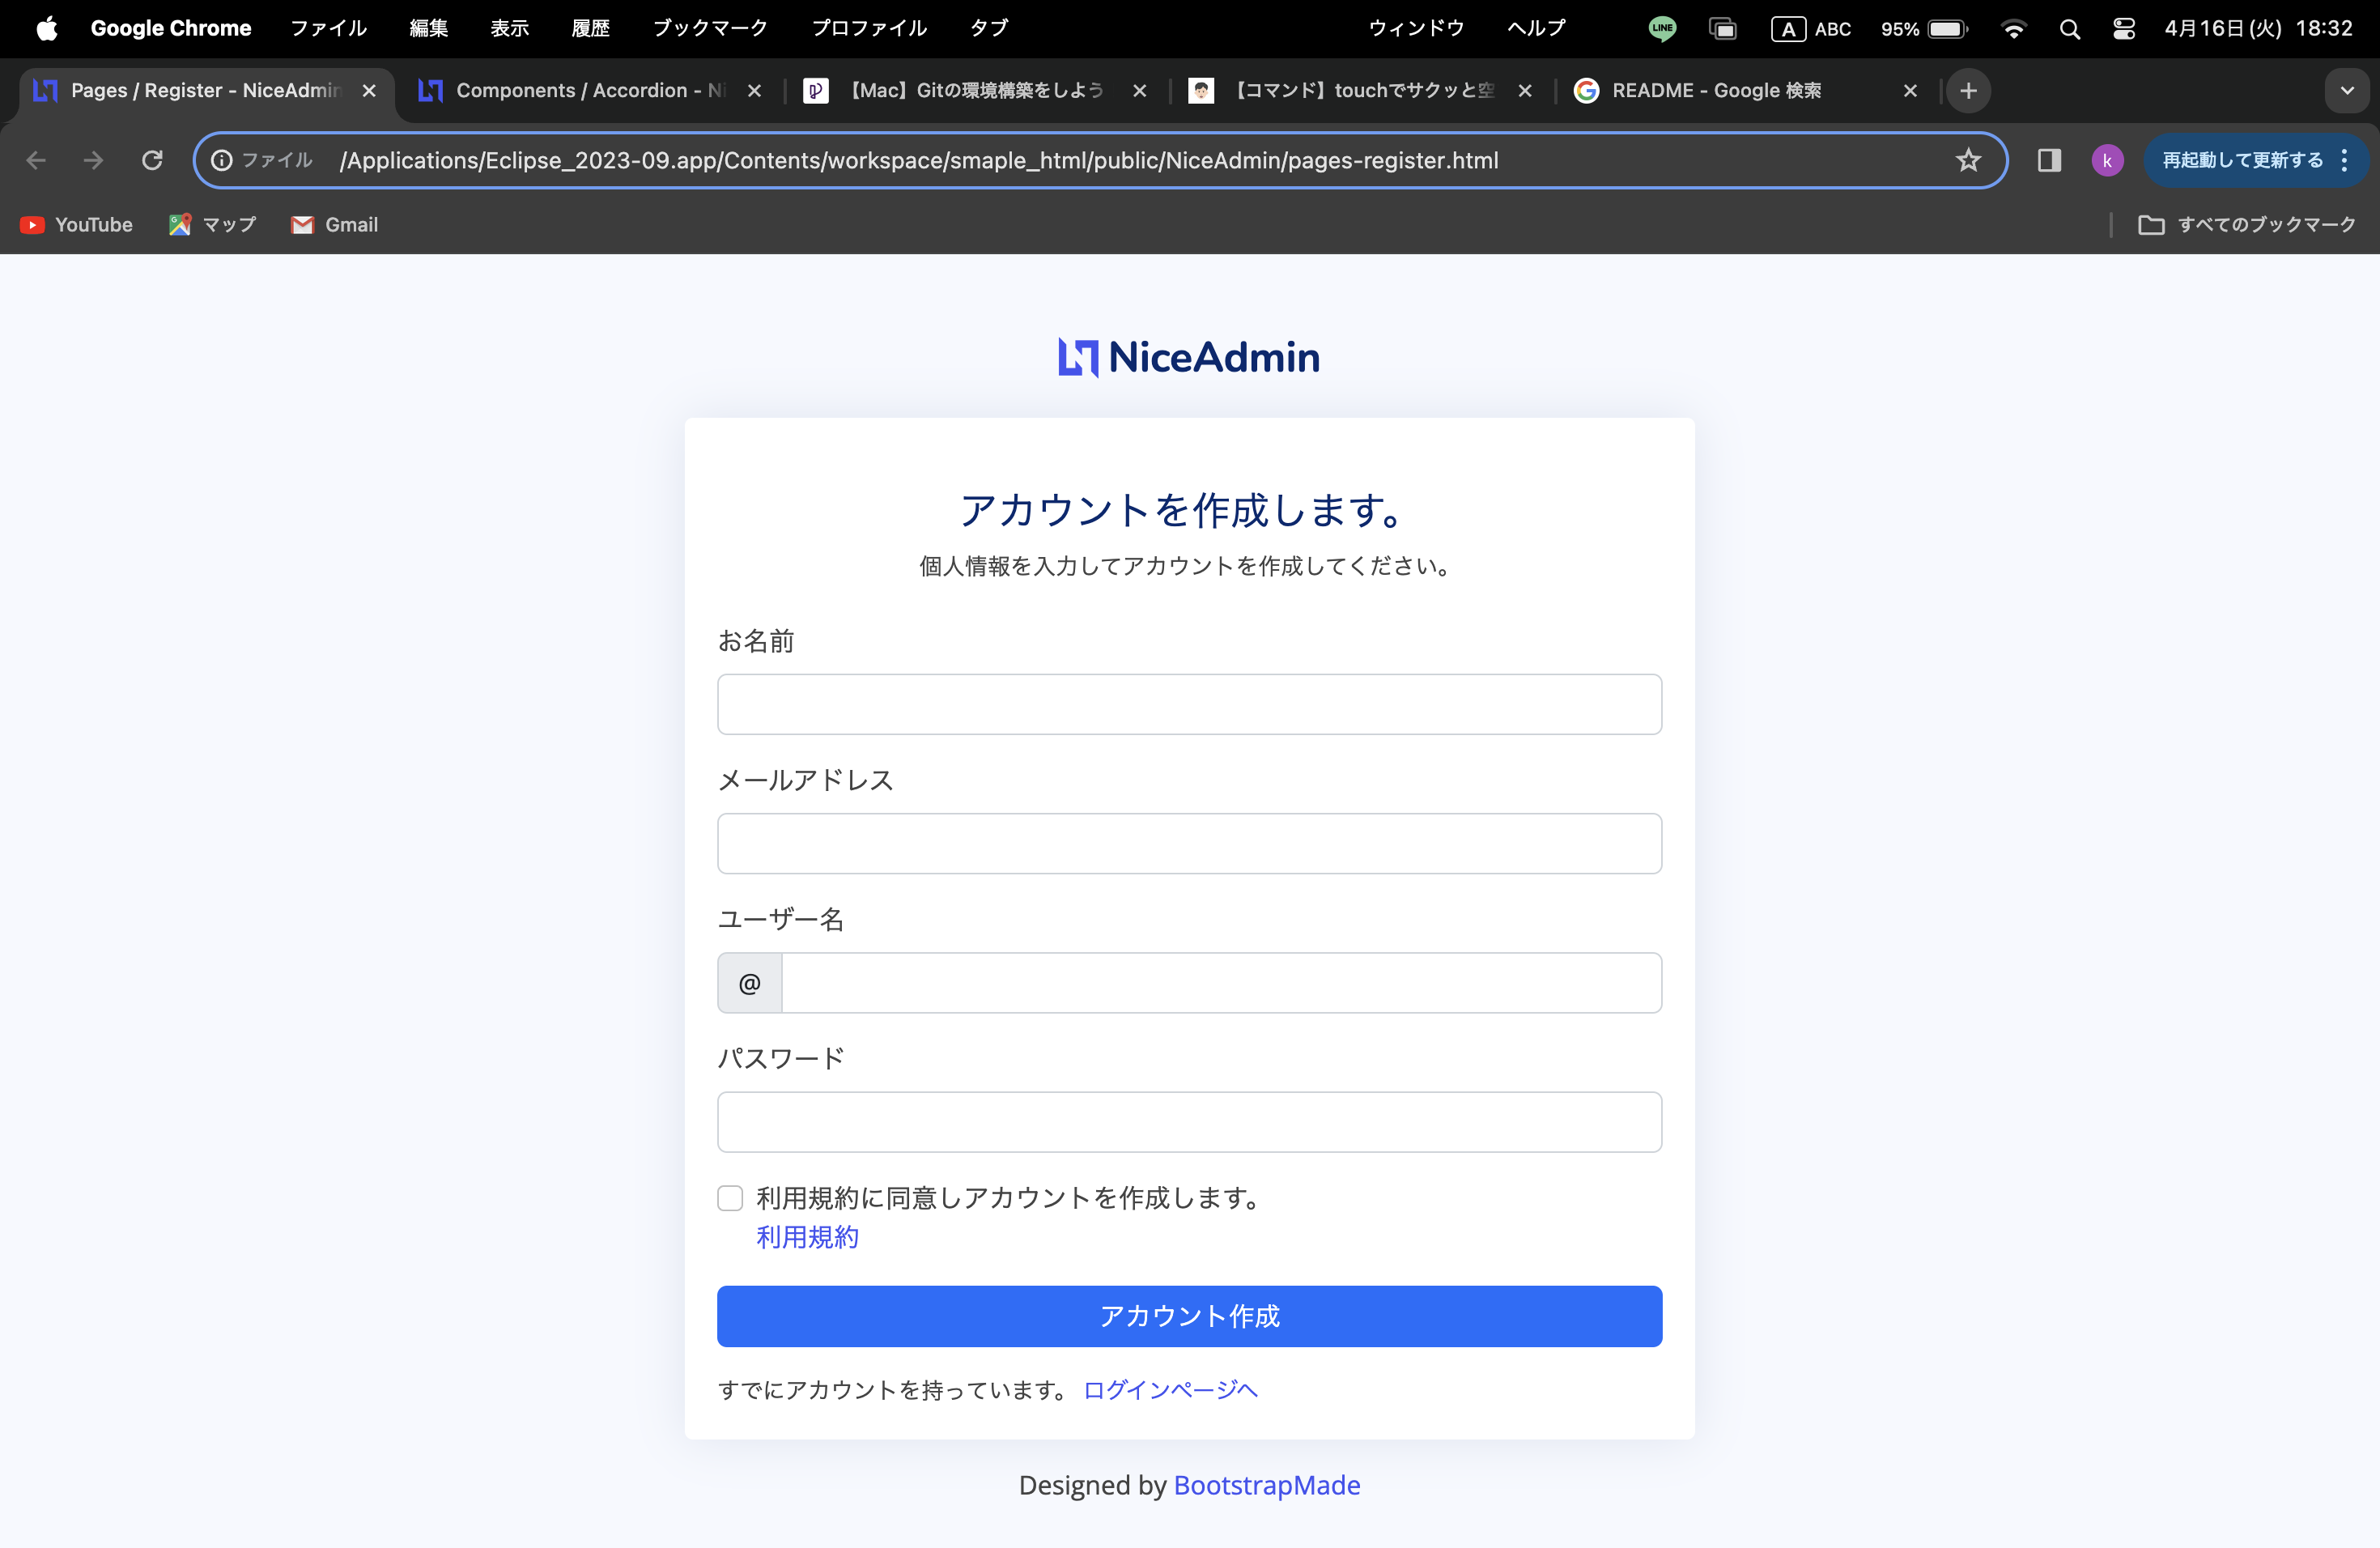 Google Chrome ファイル 編集 表示 履歴 ブックマーク プロファイル タブ ウィンドウ ヘルプ LINE A ABC 95% 4月16日(火) 18:32
Pages / Register - NiceAdmin Components / Accordion - Ni 【Mac】Gitの環境構築をしよう 【コマンド】touchでサクッと空 README - Google 検索
ファイル /Applications/Eclipse_2023-09.app/Contents/workspace/smaple_html/public/NiceAdmin/pages-register.html k 再起動して更新する
YouTube マップ Gmail すべてのブックマーク
NiceAdmin
アカウントを作成します。
個人情報を入力してアカウントを作成してください。
お名前
メールアドレス
ユーザー名
@
パスワード
利用規約に同意しアカウントを作成します。
利用規約
アカウント作成
すでにアカウントを持っています。 ログインページへ
Designed by BootstrapMade